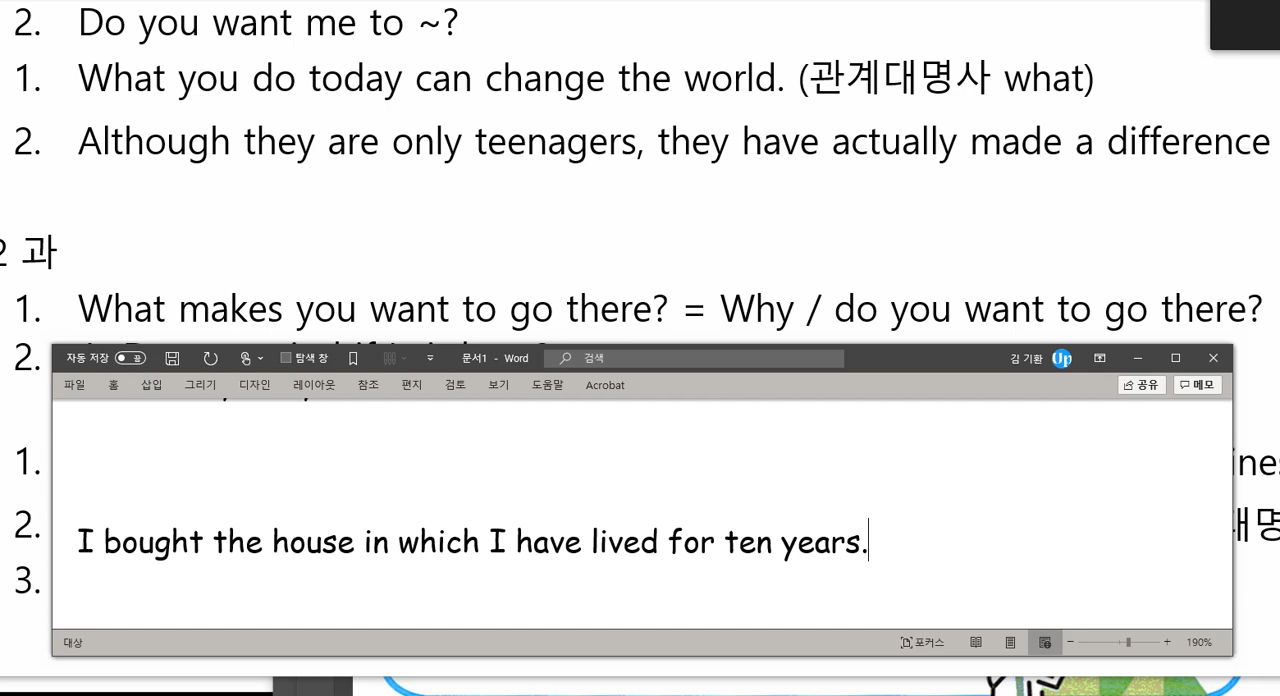 2. Do you want me to ~?
1. What you do today can change the world. (관계대명사 what)
2. Although they are only teenagers, they have actually made a difference
2 과
1. What makes you want to go there? = Why / do you want to go there?
2.
자동 저장 끔 탐색 창 문서1 - Word 검색 김 기환 Up
파일 홈 삽입 그리기 디자인 레이아웃 참조 편지 검토 보기 도움말 Acrobat 공유 메모
1.
I bought the house in which I have lived for ten years.
2.
3.
대상 포커스 190%